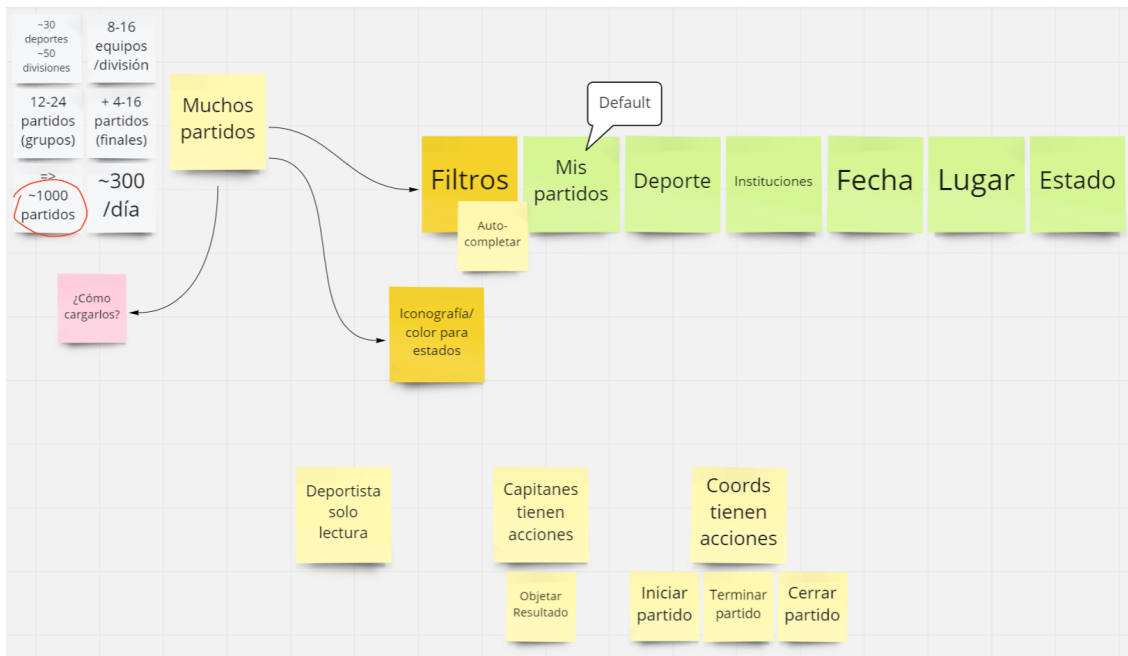 ~30
deportes
~50
divisiones
8-16
equipos
/división
12-24
partidos
(grupos)
+ 4-16
partidos
(finales)
=>
~1000
partidos
~300
/día
Muchos
partidos
¿Cómo
cargarlos?
Default
Filtros
Auto-
completar
Mis
partidos
Deporte
Instituciones
Fecha
Lugar
Estado
Iconografía/
color para
estados
Deportista
solo
lectura
Capitanes
tienen
acciones
Objetar
Resultado
Coords
tienen
acciones
Iniciar
partido
Terminar
partido
Cerrar
partido